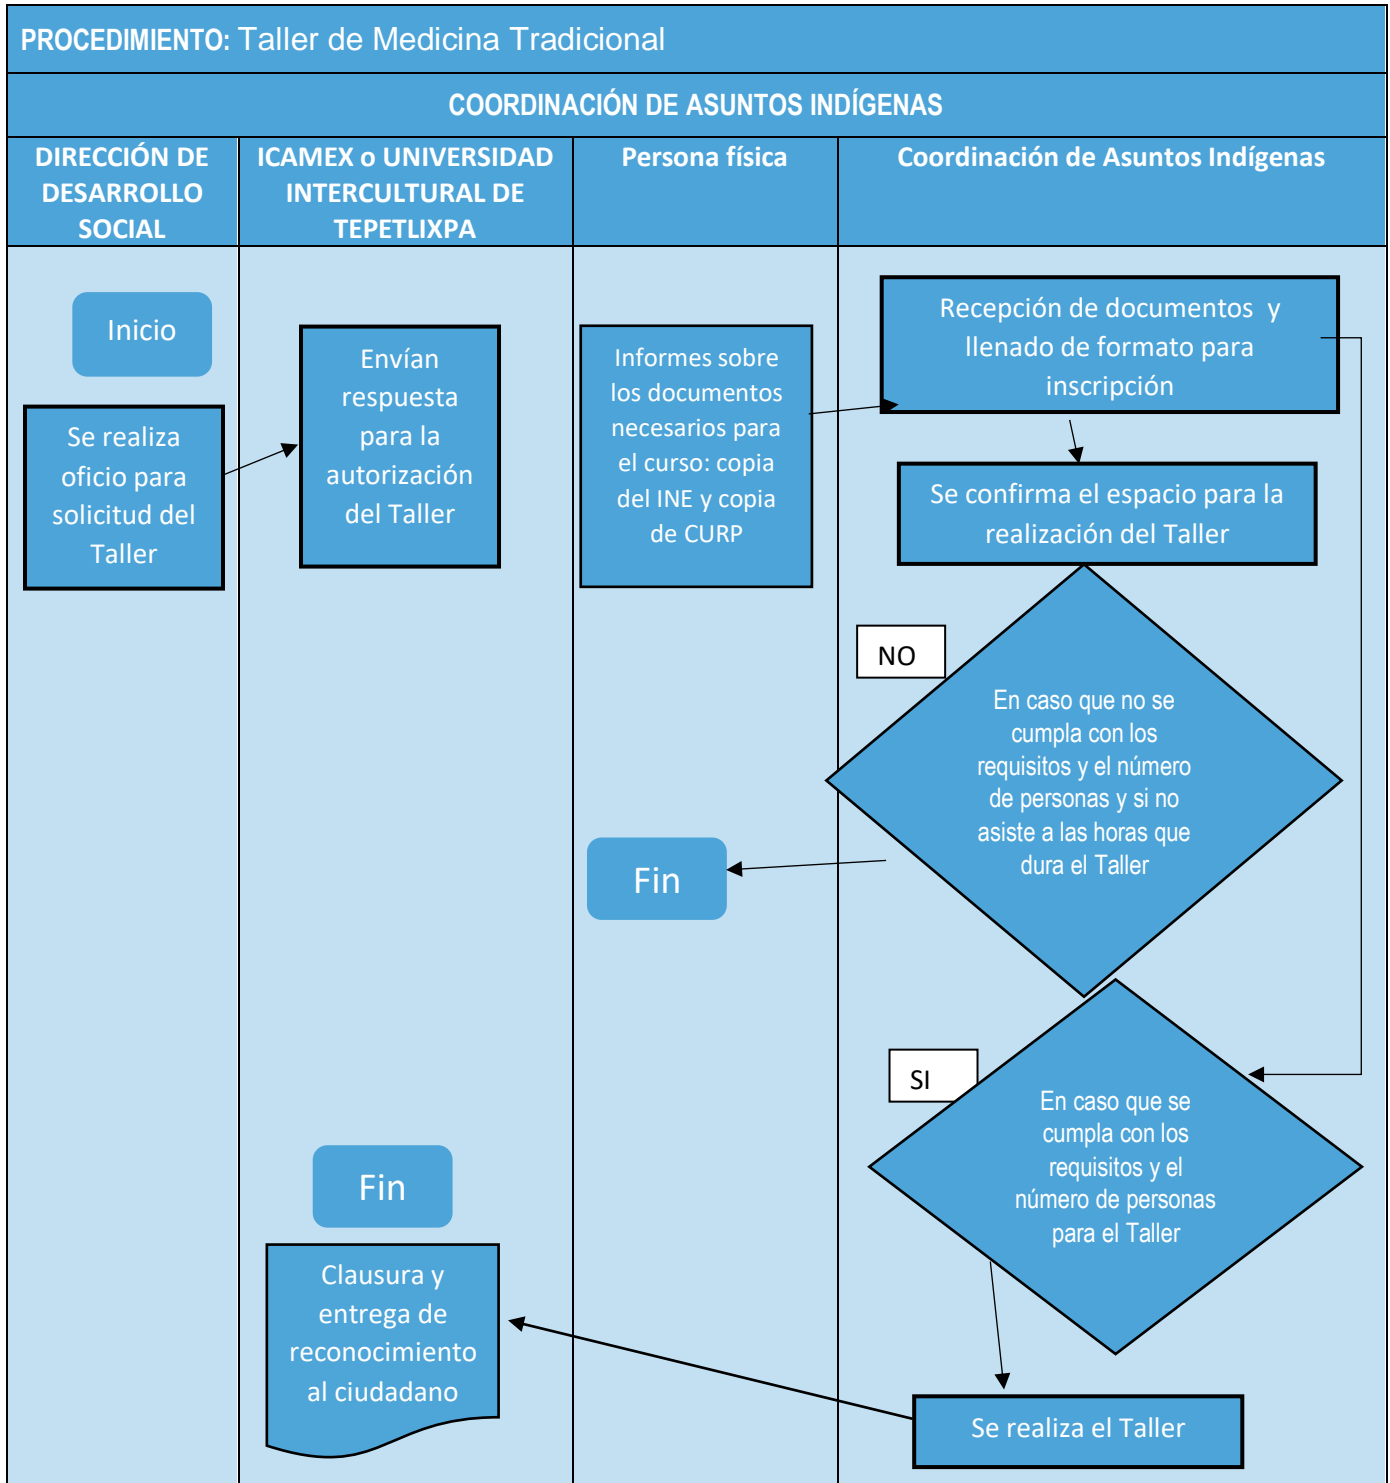 PROCEDIMIENTO: Taller de Medicina Tradicional
COORDINACIÓN DE ASUNTOS INDÍGENAS
DIRECCIÓN DE
DESARROLLO
SOCIAL
ICAMEX o UNIVERSIDAD
INTERCULTURAL DE
TEPETLIXPA
Persona física
Coordinación de Asuntos Indígenas
Inicio
Se realiza
oficio para
solicitud del
Taller
Envían
respuesta
para la
autorización
del Taller
Informes sobre
los documentos
necesarios para
el curso: copia
del INE y copia
de CURP
Recepción de documentos y
llenado de formato para
inscripción
Se confirma el espacio para la
realización del Taller
NO
En caso que no se
cumpla con los
requisitos y el número
de personas y si no
asiste a las horas que
dura el Taller
Fin
SI
En caso que se
cumpla con los
requisitos y el
número de personas
para el Taller
Se realiza el Taller
Fin
Clausura y
entrega de
reconocimiento
al ciudadano